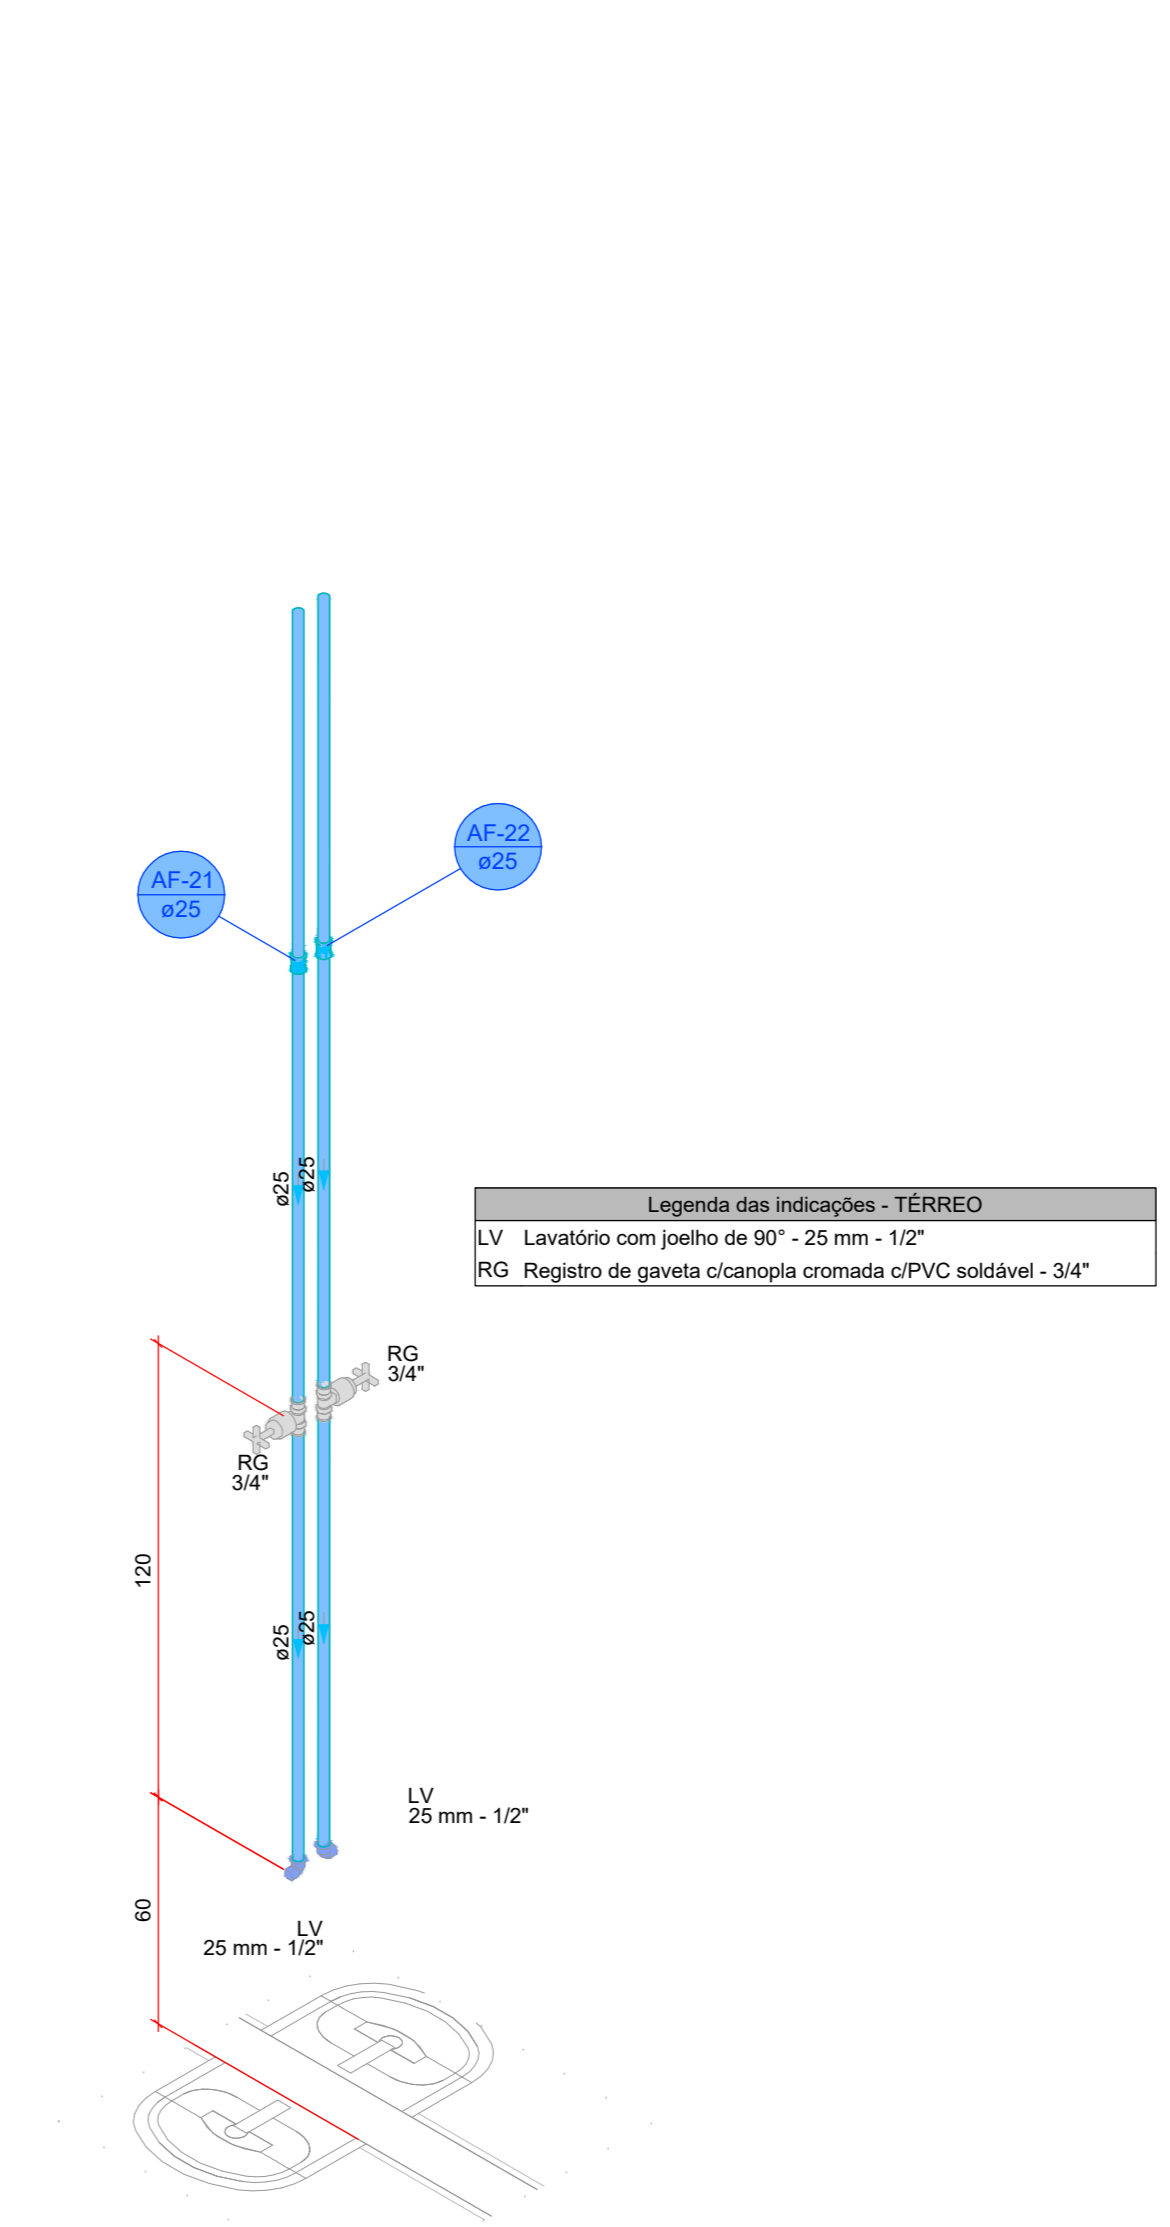 AF-22
ø25
AF-21
ø25
ø25
ø25
Legenda das indicações - TÉRREO
LV Lavatório com joelho de 90° - 25 mm - 1/2"
RG Registro de gaveta c/canopla cromada c/PVC soldável - 3/4"
RG
3/4"
RG
3/4"
120
ø25
ø25
LV
25 mm - 1/2"
60
LV
25 mm - 1/2"